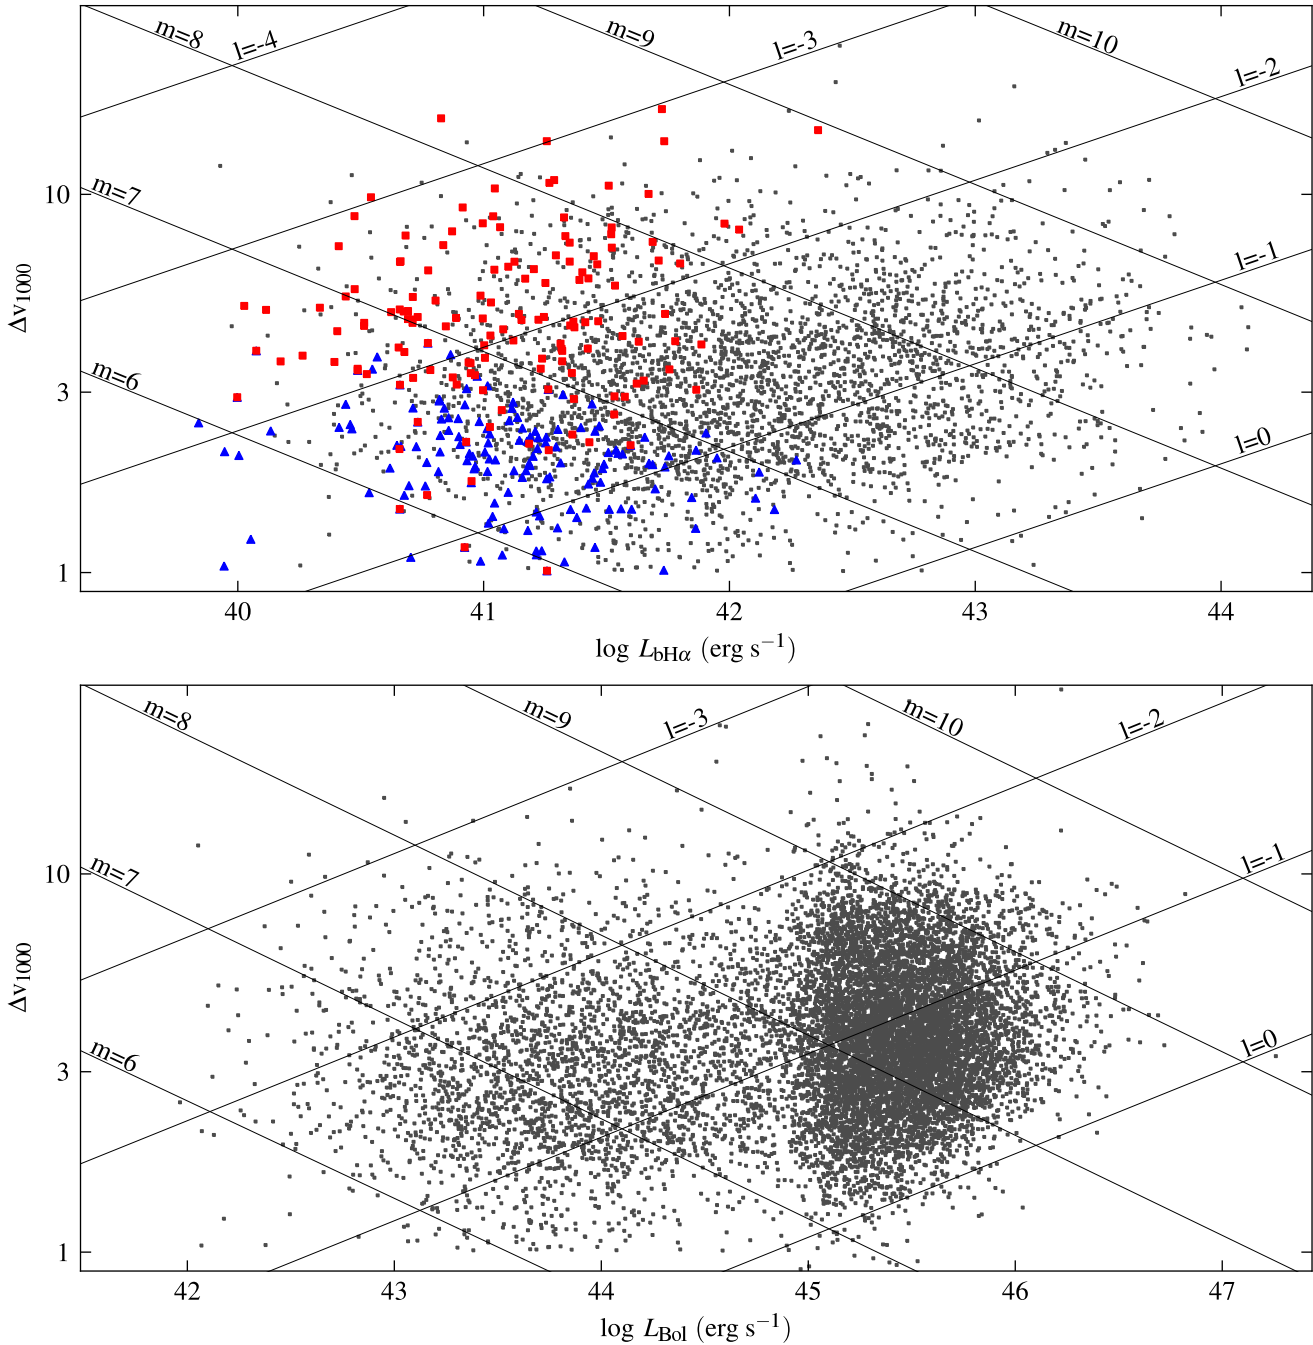 m=8
l=-4
m=9
l=-3
m=10
l=-2
10
m=7
l=-1
Δv1000
m=6
3
l=0
1
40 41 42 43 44
log LbHα (erg s−1)
m=8
m=9
l=-3
m=10
l=-2
10
m=7
l=-1
Δv1000
m=6
3
l=0
1
42 43 44 45 46 47
log LBol (erg s−1)